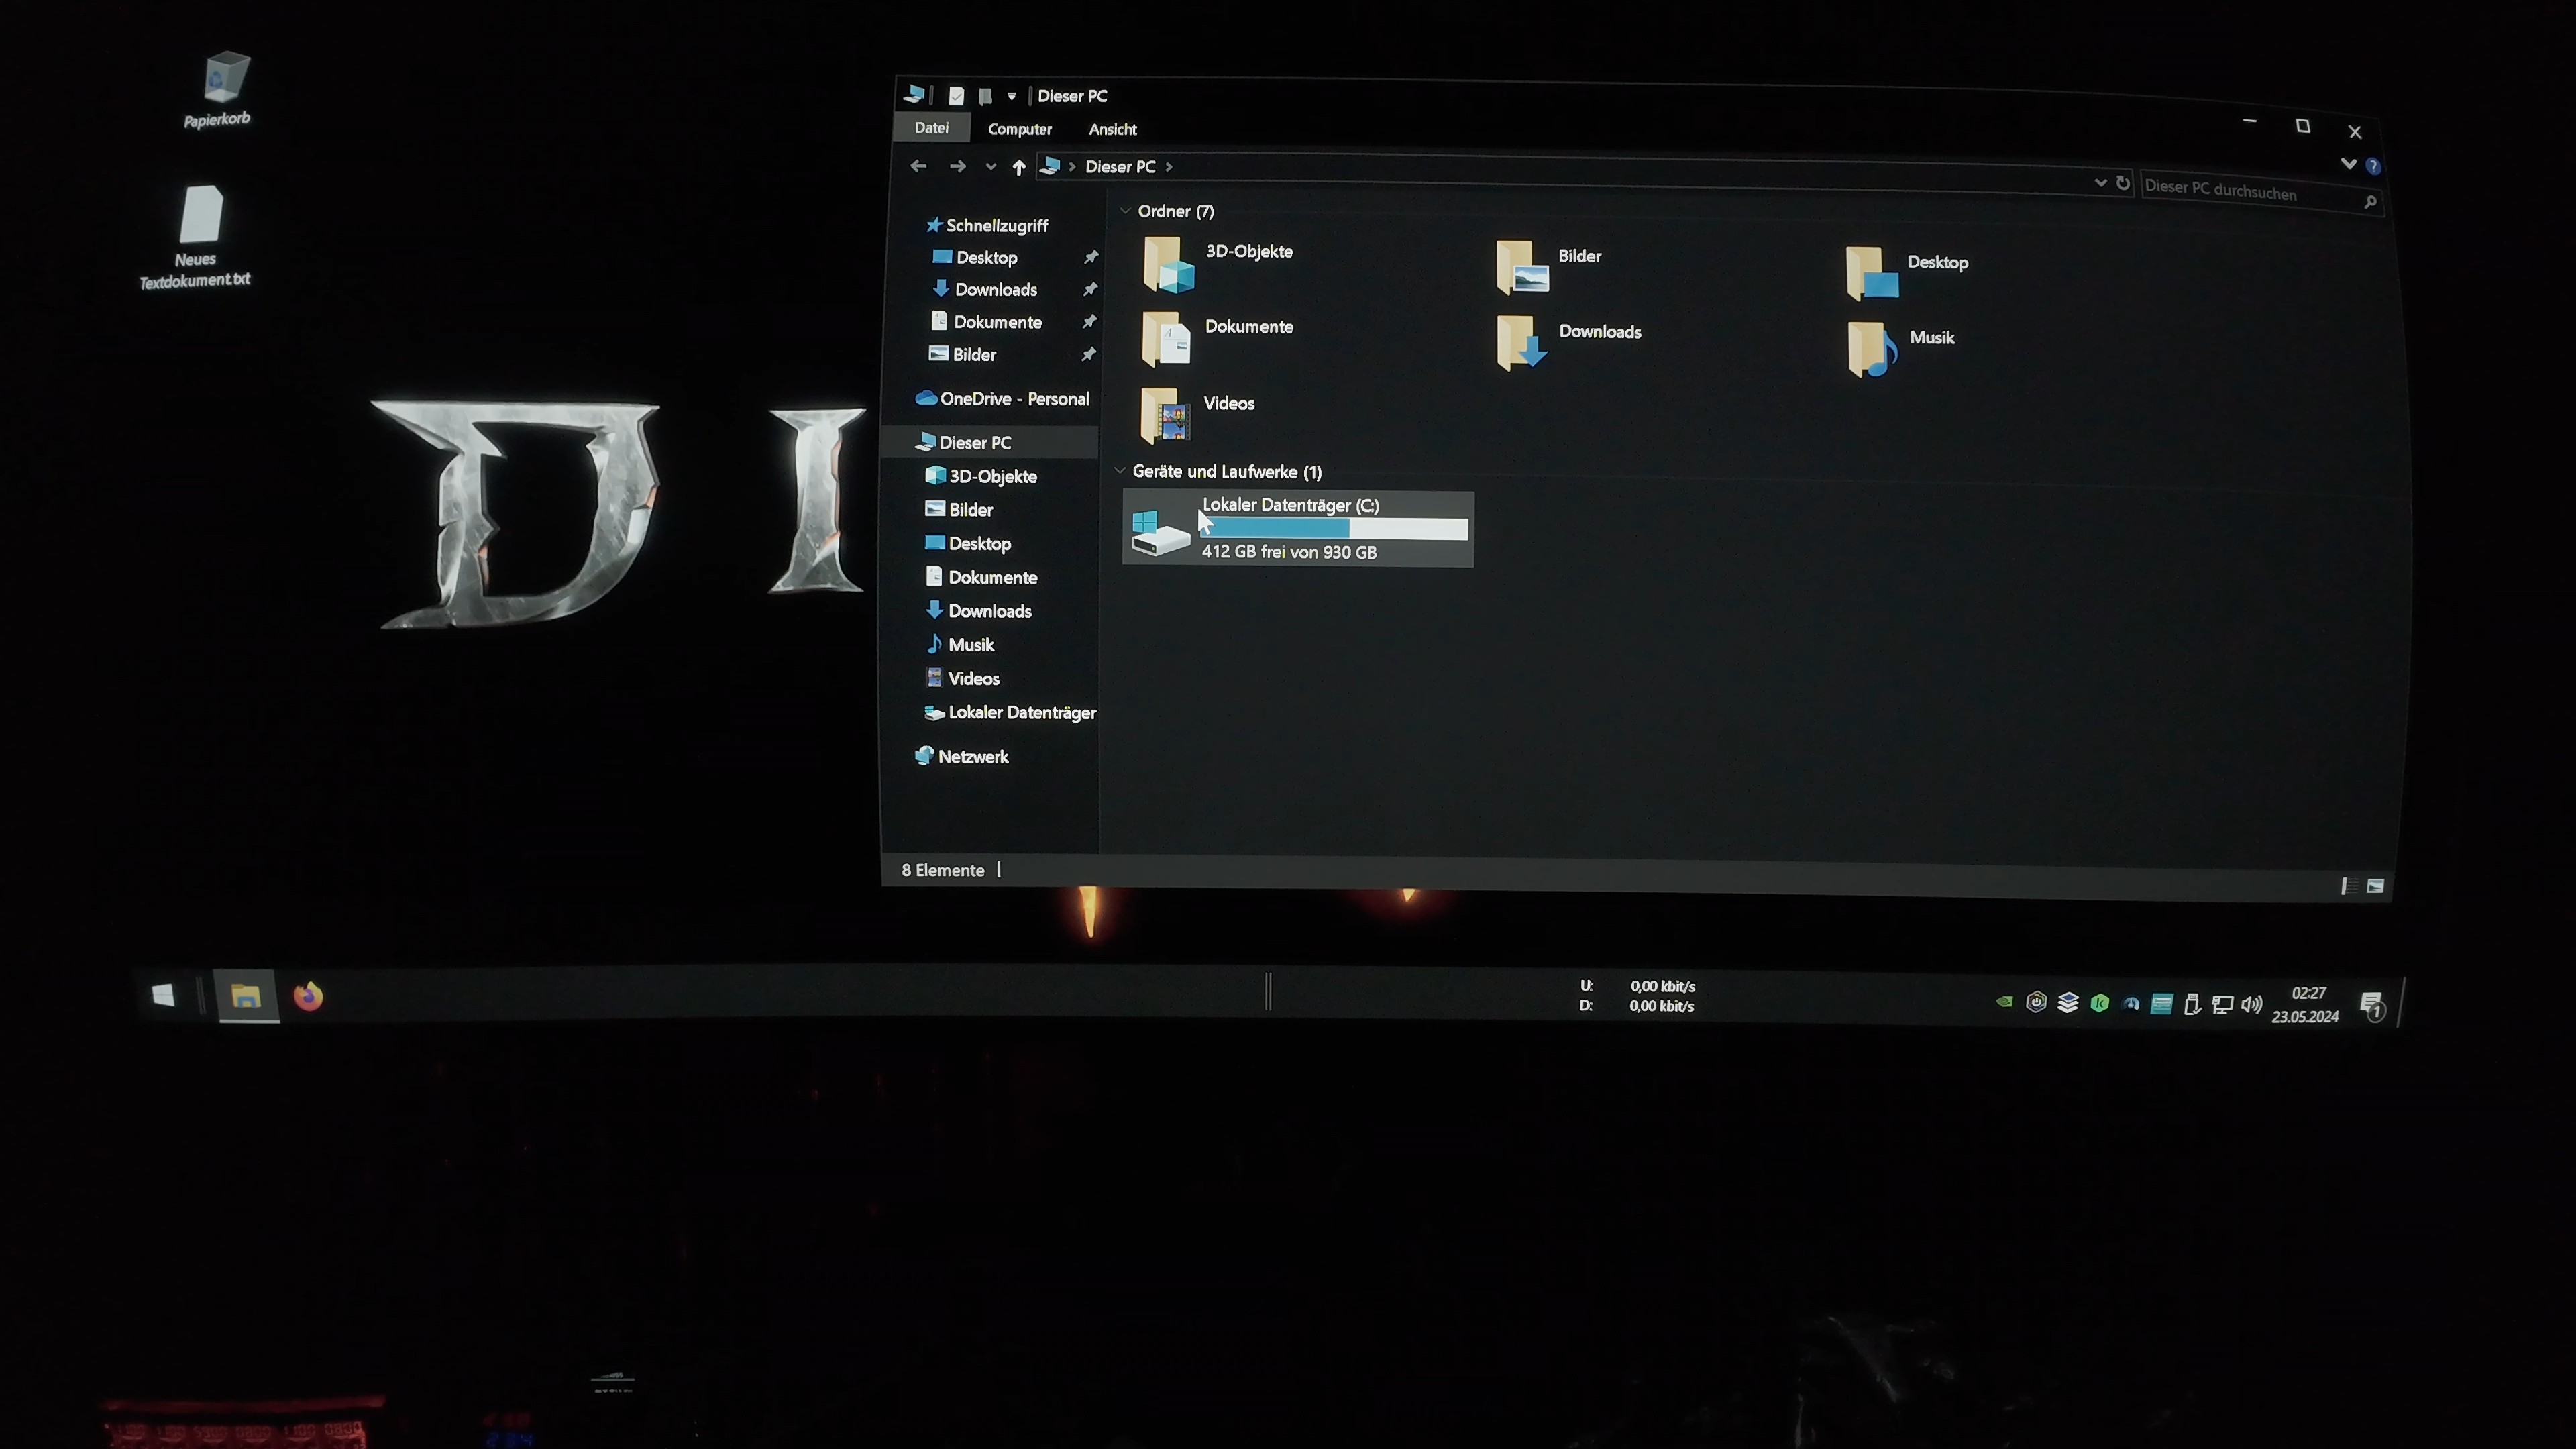 Papierkorb
Neues
Textdokument.txt
DI
Dieser PC
Datei Computer Ansicht
Dieser PC
Dieser PC durchsuchen
Schnellzugriff
Desktop
Downloads
Dokumente
Bilder
OneDrive - Personal
Dieser PC
3D-Objekte
Bilder
Desktop
Dokumente
Downloads
Musik
Videos
Lokaler Datenträger
Netzwerk
Ordner (7)
3D-Objekte
Bilder
Desktop
Dokumente
Downloads
Musik
Videos
Geräte und Laufwerke (1)
Lokaler Datenträger (C:)
412 GB frei von 930 GB
8 Elemente
U: 0,00 kbit/s
D: 0,00 kbit/s
02:27
23.05.2024
1